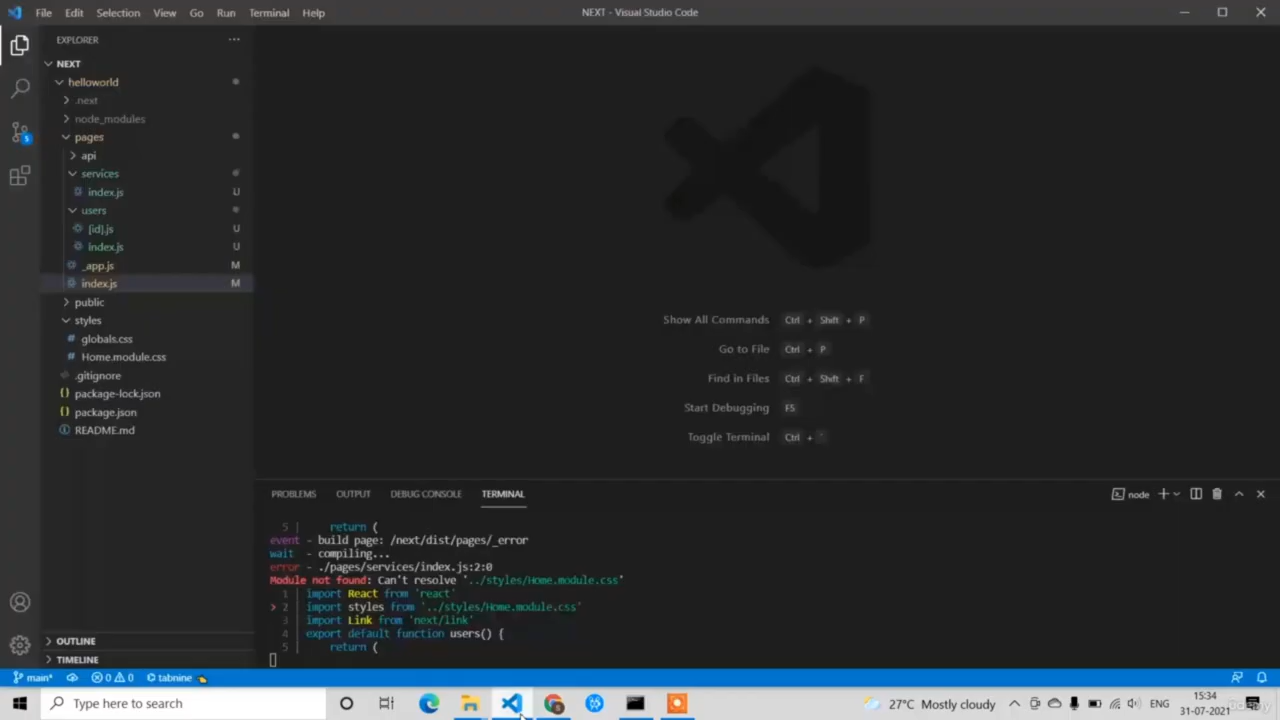 File Edit Selection View Go Run Terminal Help
NEXT - Visual Studio Code
EXPLORER
NEXT
helloworld
.next
node_modules
pages
api
services
index.js U
users
[id].js U
index.js U
_app.js M
index.js M
public
styles
globals.css
Home.module.css
.gitignore
package-lock.json
package.json
README.md
OUTLINE
TIMELINE
Show All Commands Ctrl + Shift + P
Go to File Ctrl + P
Find in Files Ctrl + Shift + F
Start Debugging F5
Toggle Terminal Ctrl + `
PROBLEMS OUTPUT DEBUG CONSOLE TERMINAL
node
5 | return (
event - build page: /next/dist/pages/_error
wait - compiling...
error - ./pages/services/index.js:2:0
Module not found: Can't resolve '../styles/Home.module.css'
1 | import React from 'react'
> 2 | import styles from '../styles/Home.module.css'
3 | import Link from 'next/link'
4 | export default function users() {
5 | return (
main* 0 0 tabnine
Type here to search
27°C Mostly cloudy
ENG
15:34
31-07-2021
udemy